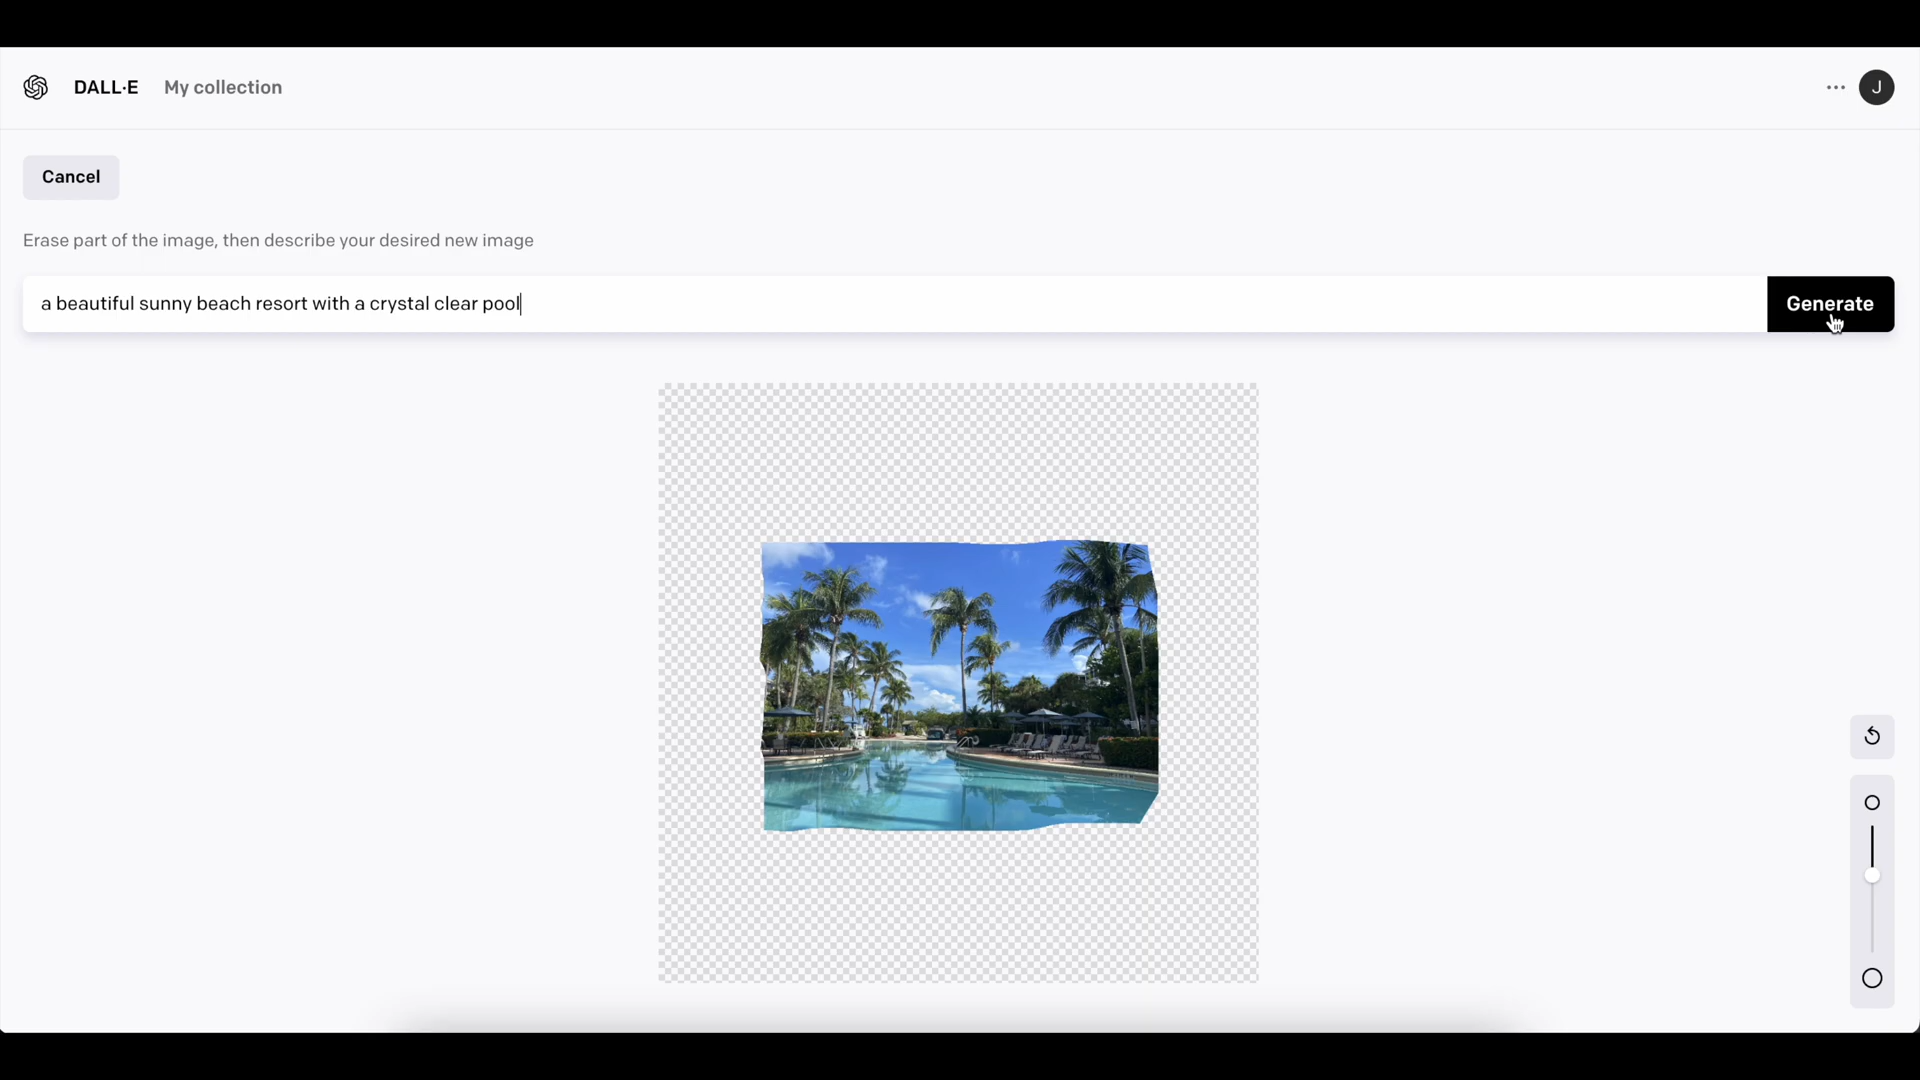 DALL·E My collection
J
Cancel
Erase part of the image, then describe your desired new image
a beautiful sunny beach resort with a crystal clear pool
Generate